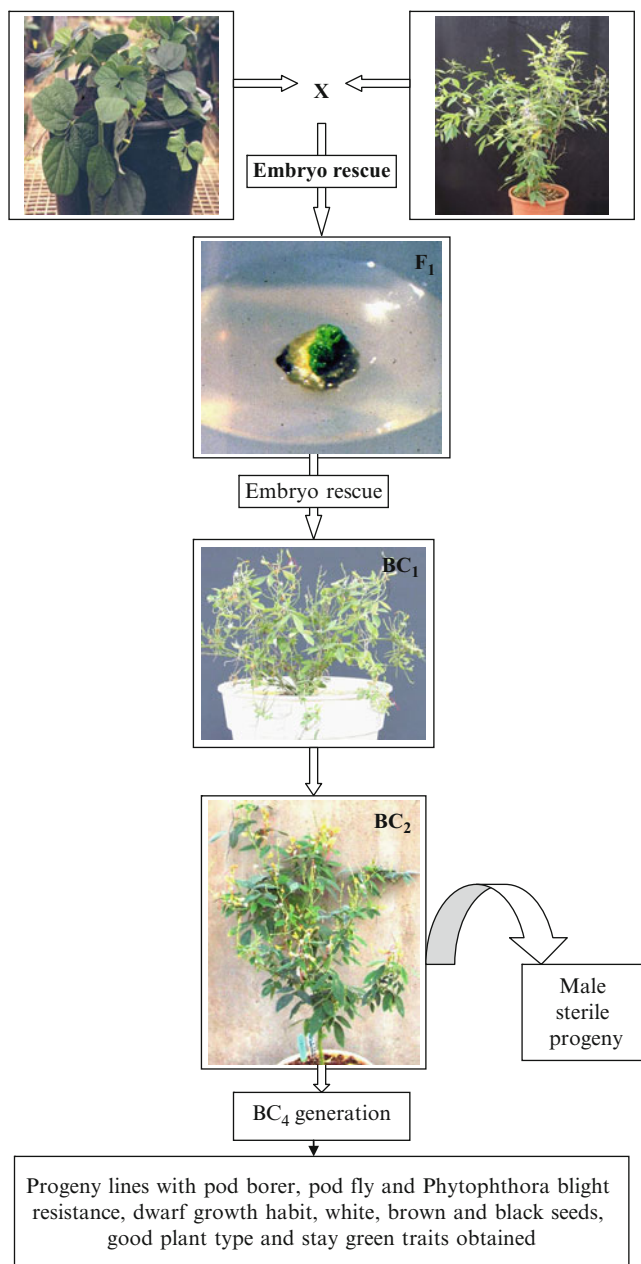 X
Embryo rescue
F1
Embryo rescue
BC1
BC2
Male
sterile
progeny
BC4 generation
Progeny lines with pod borer, pod fly and Phytophthora blight
resistance, dwarf growth habit, white, brown and black seeds,
good plant type and stay green traits obtained